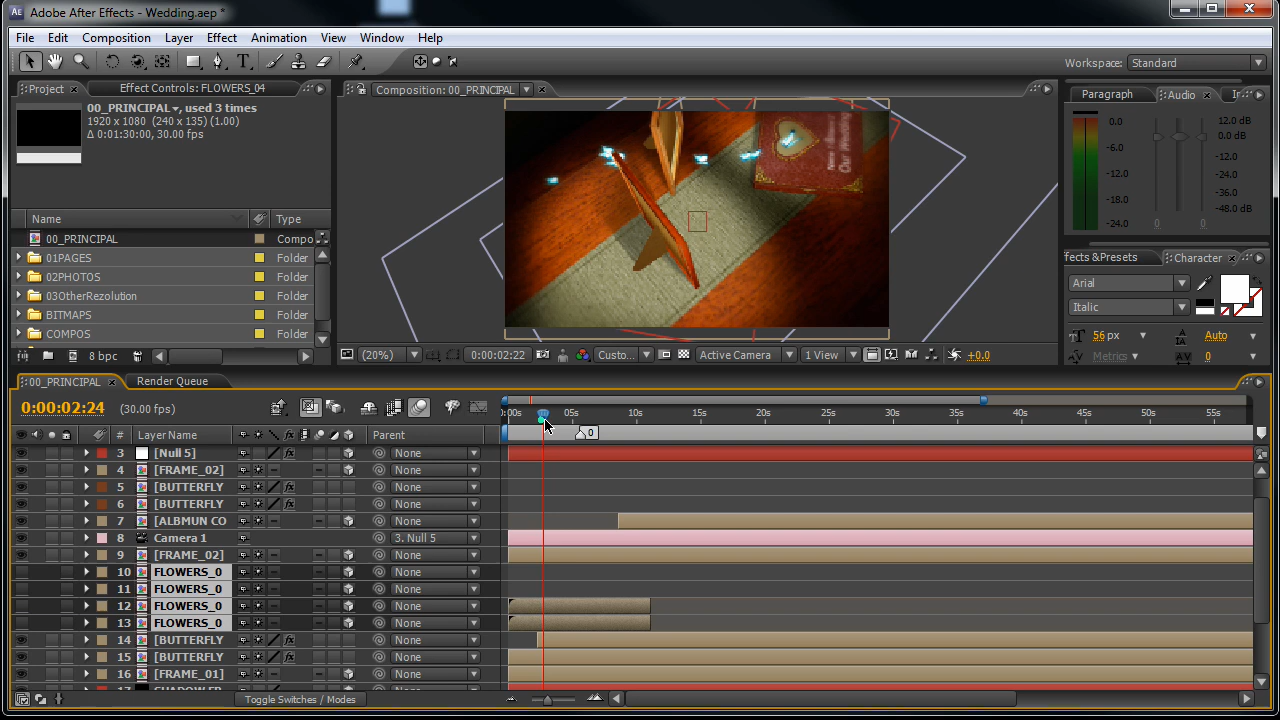 Adobe After Effects - Wedding.aep *
File Edit Composition Layer Effect Animation View Window Help
Workspace: Standard
Project Effect Controls: FLOWERS_04
Composition: 00_PRINCIPAL
Paragraph Audio
00_PRINCIPAL, used 3 times
1920 x 1080 (240 x 135) (1.00)
Δ 0:01:30:00, 30.00 fps
0.0 12.0 dB
-6.0 0.0 dB
-12.0 -12.0
-18.0 -24.0
-24.0 -36.0
-48.0 dB
0 0
Our Wedding
Name Type
00_PRINCIPAL Compo
01PAGES Folder
02PHOTOS Folder
03OtherRezolution Folder
BITMAPS Folder
COMPOS Folder
8 bpc
ffects&Presets Character
Arial
Italic
56 px Auto
Metrics 0
(20%) 0:00:02:22 Custo... Active Camera 1 View +0.0
00_PRINCIPAL Render Queue
0:00:02:24 (30.00 fps)
):00s 05s 10s 15s 20s 25s 30s 35s 40s 45s 50s 55s
# Layer Name Parent
0
3 [Null 5] None
4 [FRAME_02] None
5 [BUTTERFLY None
6 [BUTTERFLY None
7 [ALBMUN CO None
8 Camera 1 3. Null 5
9 [FRAME_02] None
10 FLOWERS_0 None
11 FLOWERS_0 None
12 FLOWERS_0 None
13 FLOWERS_0 None
14 [BUTTERFLY None
15 [BUTTERFLY None
16 [FRAME_01] None
Toggle Switches / Modes